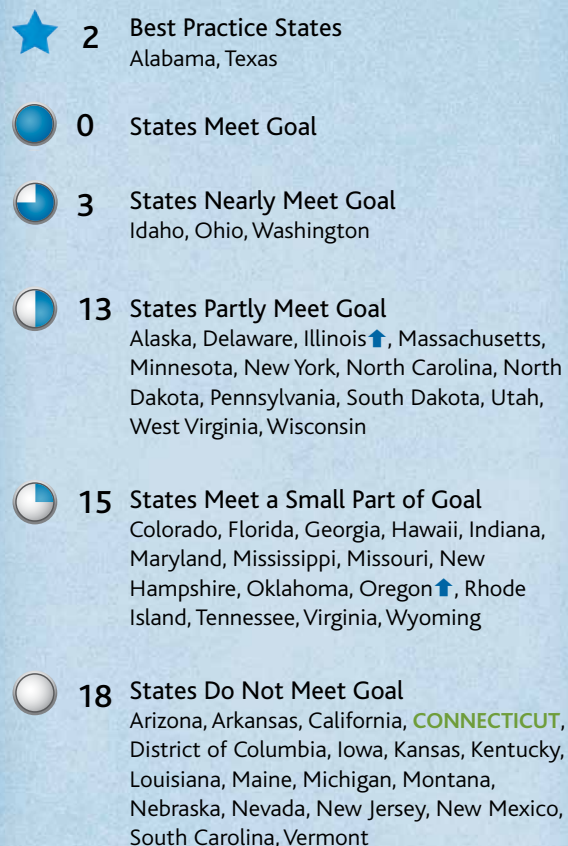 2 Best Practice States
Alabama, Texas
0 States Meet Goal
3 States Nearly Meet Goal
Idaho, Ohio, Washington
13 States Partly Meet Goal
Alaska, Delaware, Illinois⬆, Massachusetts,
Minnesota, New York, North Carolina, North
Dakota, Pennsylvania, South Dakota, Utah,
West Virginia, Wisconsin
15 States Meet a Small Part of Goal
Colorado, Florida, Georgia, Hawaii, Indiana,
Maryland, Mississippi, Missouri, New
Hampshire, Oklahoma, Oregon⬆, Rhode
Island, Tennessee, Virginia, Wyoming
18 States Do Not Meet Goal
Arizona, Arkansas, California, CONNECTICUT,
District of Columbia, Iowa, Kansas, Kentucky,
Louisiana, Maine, Michigan, Montana,
Nebraska, Nevada, New Jersey, New Mexico,
South Carolina, Vermont